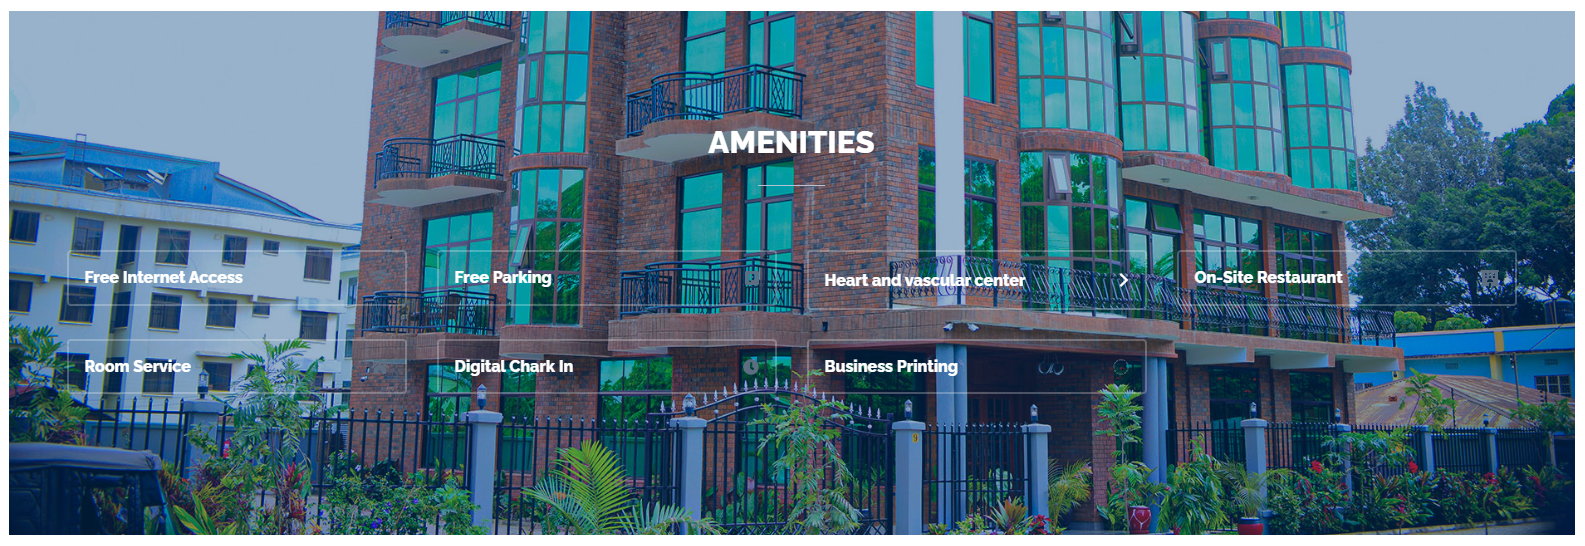 AMENITIES
Free Internet Access
Free Parking
Heart and vascular center
On-Site Restaurant
Room Service
Digital Chark In
Business Printing
9